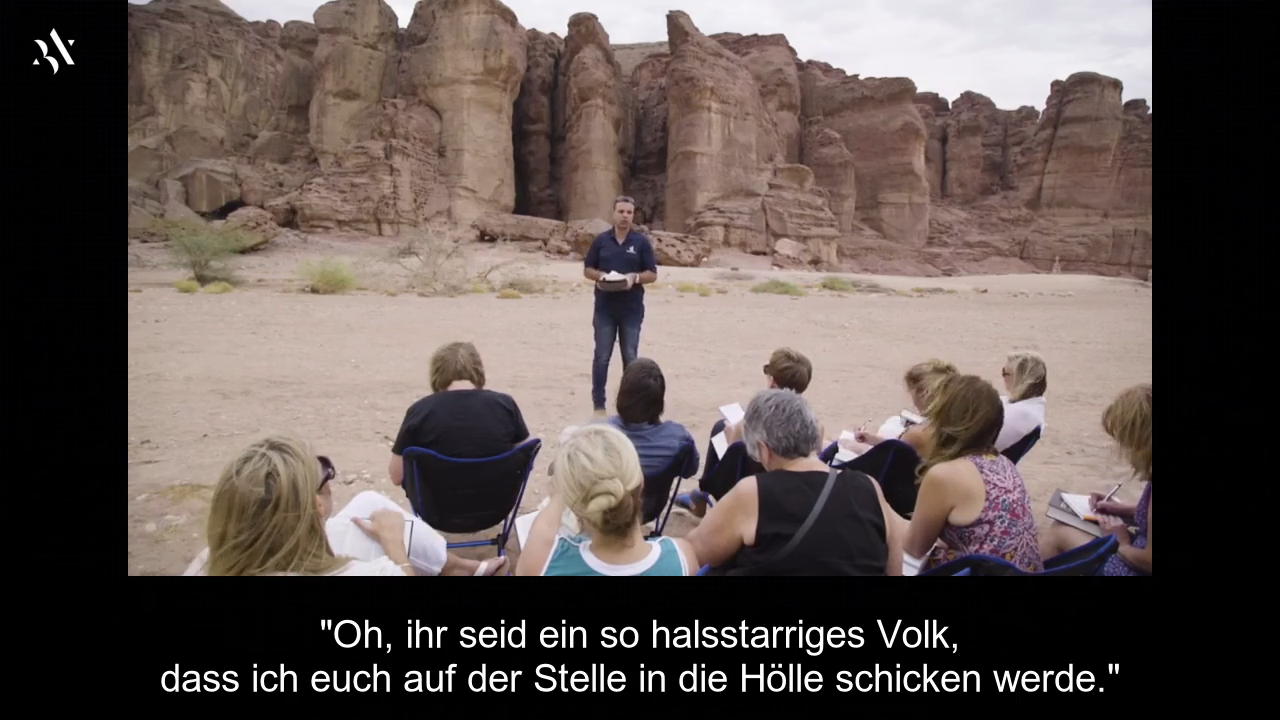 "Oh, ihr seid ein so halsstarriges Volk,
dass ich euch auf der Stelle in die Hölle schicken werde."